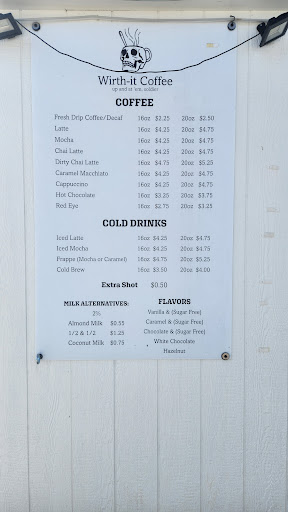 Wirth-it Coffee
up and at 'em, soldier
COFFEE
Fresh Drip Coffee/Decaf 16oz $2.25 20oz $2.50
Latte 16oz $4.25 20oz $4.75
Mocha 16oz $4.25 20oz $4.75
Chai Latte 16oz $4.25 20oz $4.75
Dirty Chai Latte 16oz $4.75 20oz $5.25
Caramel Macchiato 16oz $4.25 20oz $4.75
Cappuccino 16oz $4.25 20oz $4.75
Hot Chocolate 16oz $3.25 20oz $3.75
Red Eye 16oz $2.75 20oz $3.25
COLD DRINKS
Iced Latte 16oz $4.25 20oz $4.75
Iced Mocha 16oz $4.25 20oz $4.75
Frappe (Mocha or Caramel) 16oz $4.75 20oz $5.25
Cold Brew 16oz $3.50 20oz $4.00
Extra Shot $0.50
MILK ALTERNATIVES:
2%
Almond Milk $0.55
1/2 & 1/2 $1.25
Coconut Milk $0.75
FLAVORS
Vanilla & (Sugar Free)
Caramel & (Sugar Free)
Chocolate & (Sugar Free)
White Chocolate
Hazelnut